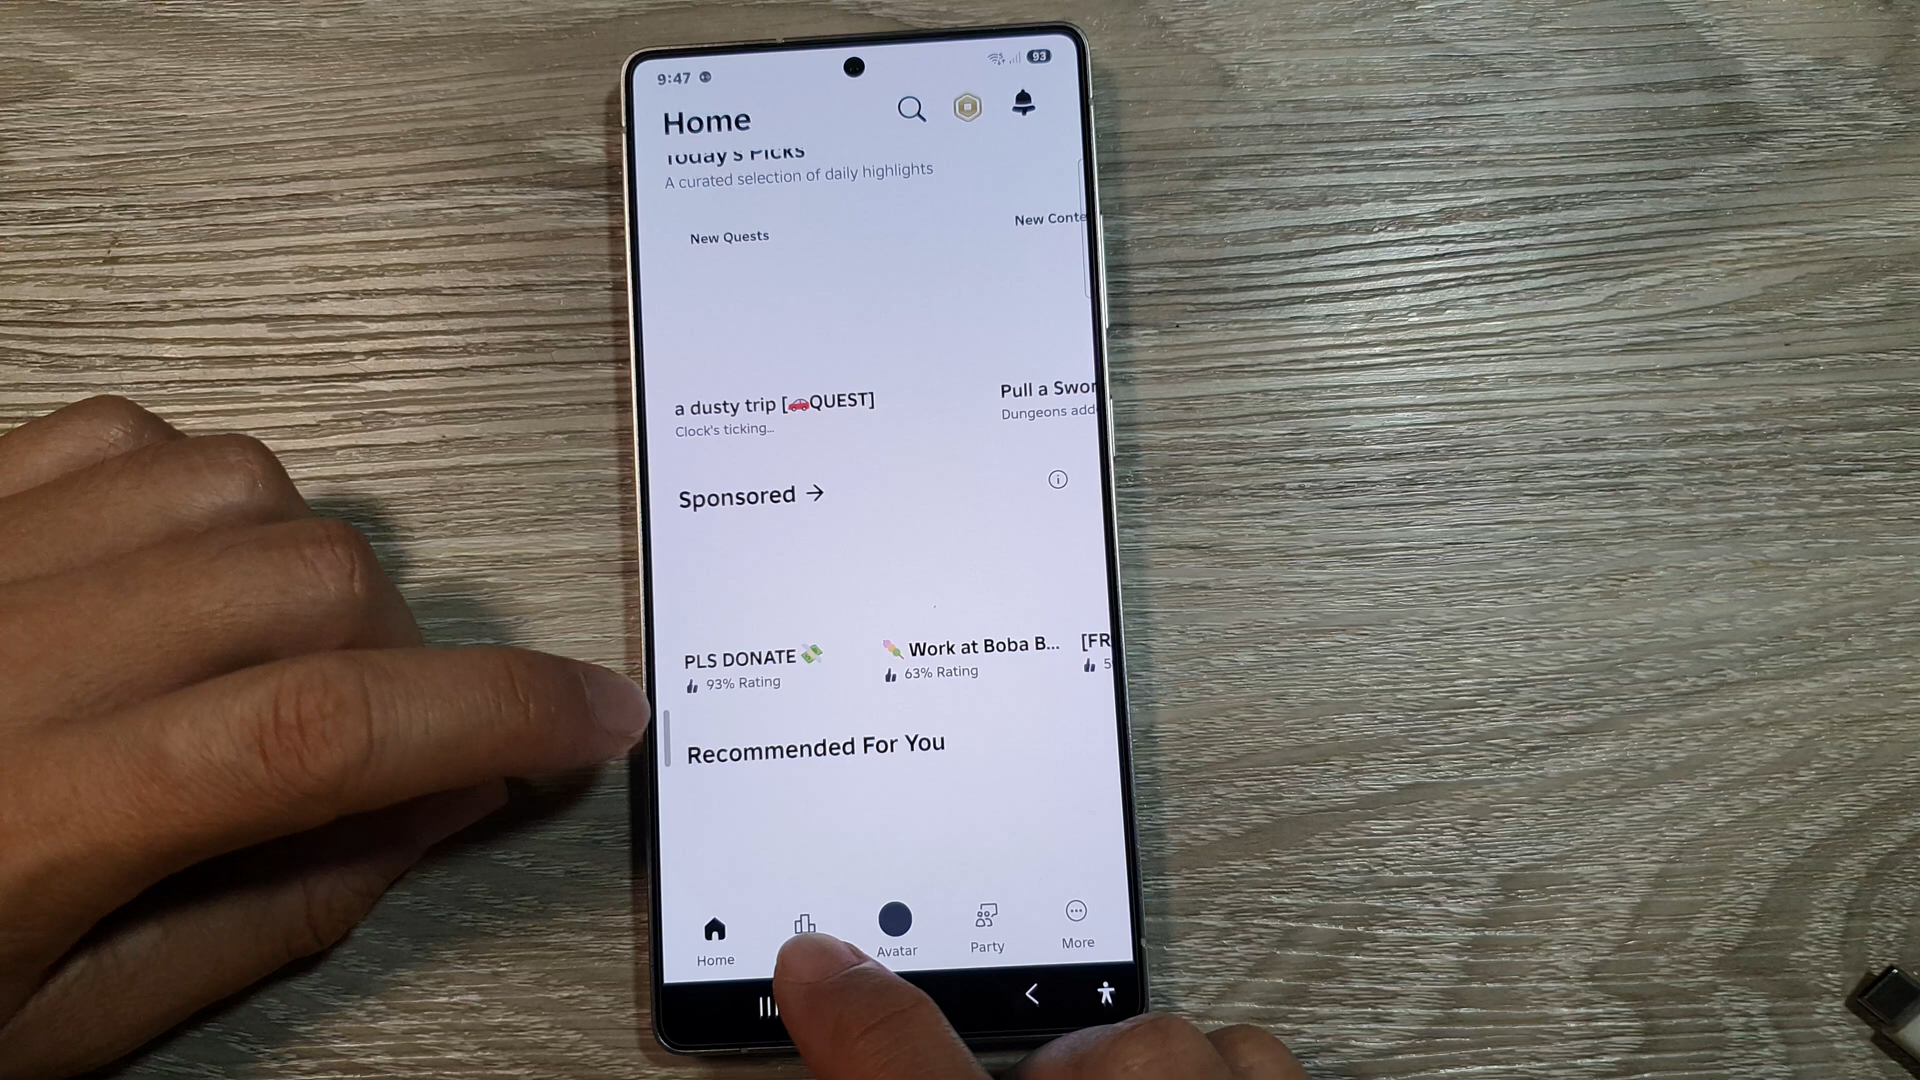 9:47
93
Home
Today's Picks
A curated selection of daily highlights
New Quests
New Conte
a dusty trip [🚗QUEST]
Clock's ticking...
Pull a Swor
Dungeons add
Sponsored →
PLS DONATE 💸
93% Rating
🍡 Work at Boba B...
63% Rating
[FR
5
Recommended For You
Home
Avatar
Party
More